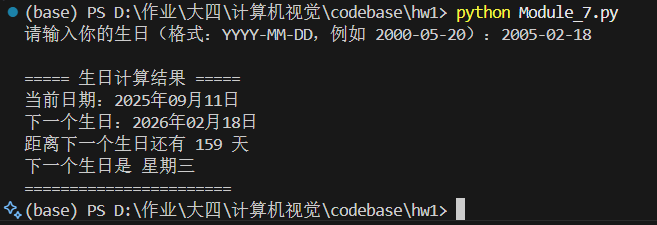 (base) PS D:\作业\大四\计算机视觉\codebase\hw1> python Module_7.py
请输入你的生日（格式：YYYY-MM-DD，例如 2000-05-20）：2005-02-18
===== 生日计算结果 =====
当前日期：2025年09月11日
下一个生日：2026年02月18日
距离下一个生日还有 159 天
下一个生日是 星期三
=======================
(base) PS D:\作业\大四\计算机视觉\codebase\hw1>